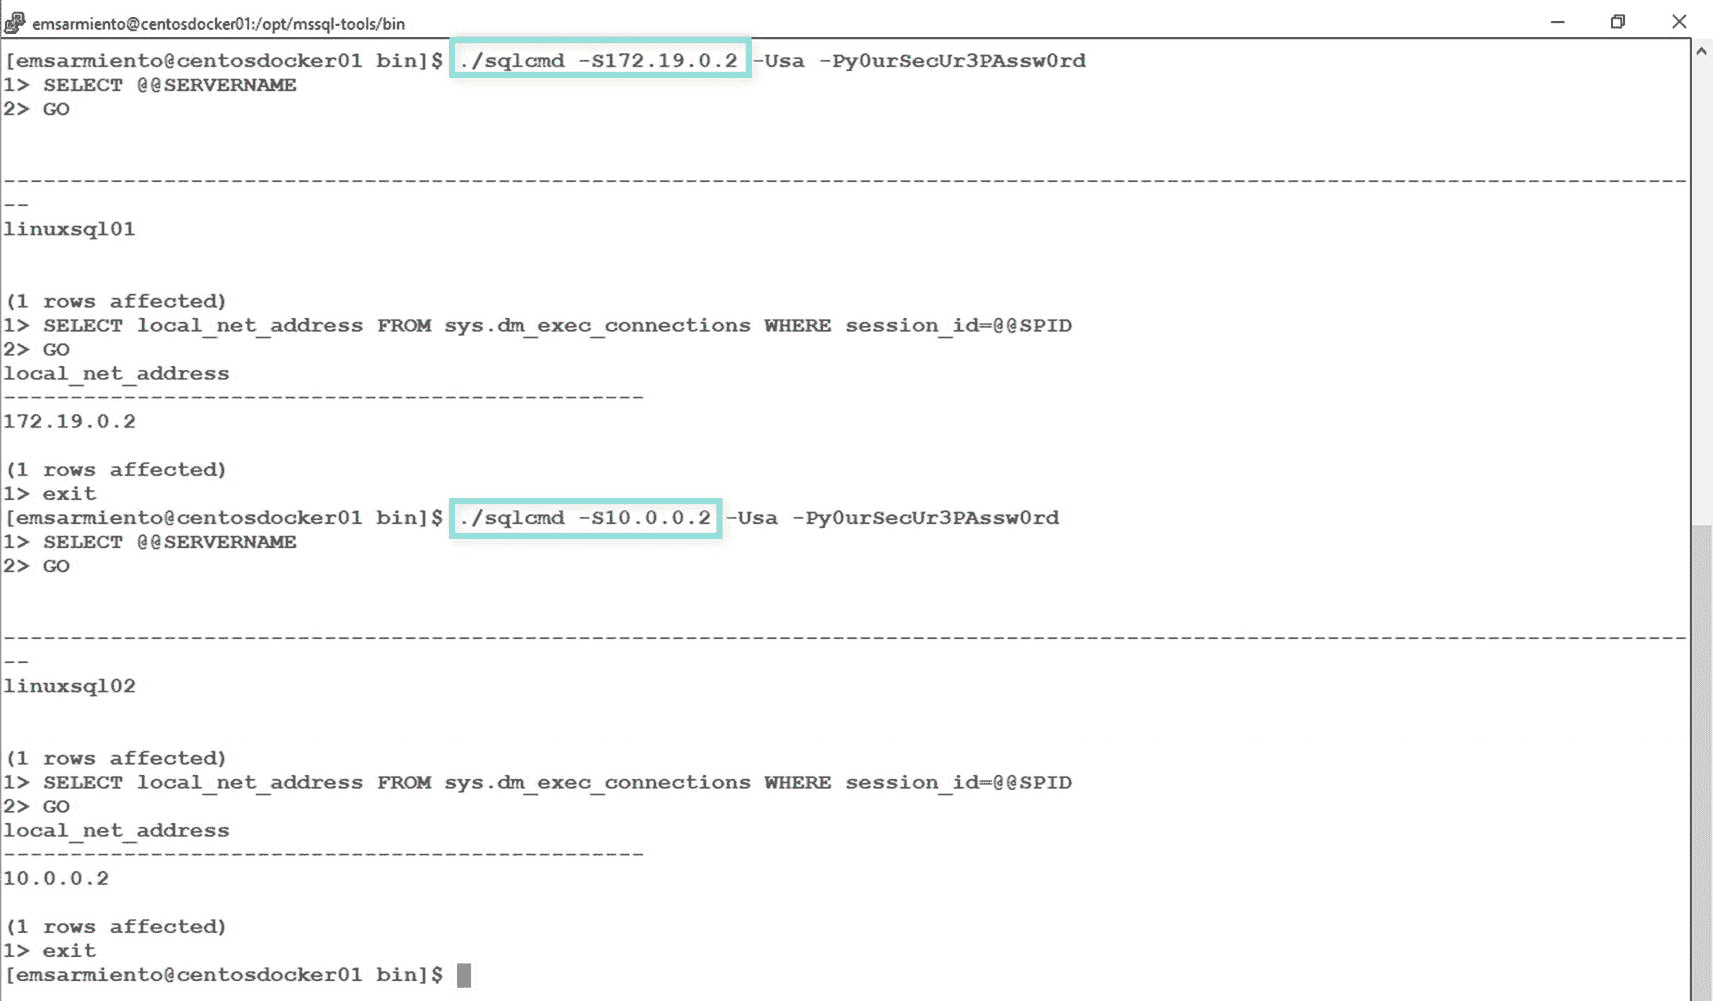 emsarmiento@centosdocker01:/opt/mssql-tools/bin
[emsarmiento@centosdocker01 bin]$ ./sqlcmd -S172.19.0.2 -Usa -Py0urSecUr3PAssw0rd
1> SELECT @@SERVERNAME
2> GO
--------------------------------------------------------------------------------------------------------------------------------
--
linuxsql01
(1 rows affected)
1> SELECT local_net_address FROM sys.dm_exec_connections WHERE session_id=@@SPID
2> GO
local_net_address
------------------------------------------------
172.19.0.2
(1 rows affected)
1> exit
[emsarmiento@centosdocker01 bin]$ ./sqlcmd -S10.0.0.2 -Usa -Py0urSecUr3PAssw0rd
1> SELECT @@SERVERNAME
2> GO
--------------------------------------------------------------------------------------------------------------------------------
--
linuxsql02
(1 rows affected)
1> SELECT local_net_address FROM sys.dm_exec_connections WHERE session_id=@@SPID
2> GO
local_net_address
------------------------------------------------
10.0.0.2
(1 rows affected)
1> exit
[emsarmiento@centosdocker01 bin]$